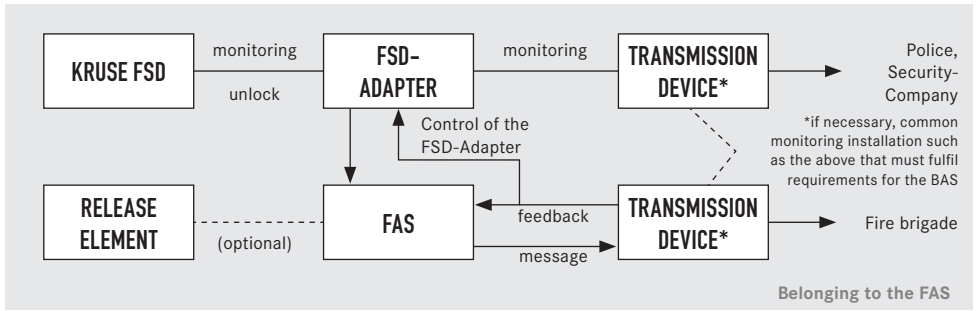 KRUSE FSD
monitoring
unlock
FSD-
ADAPTER
monitoring
TRANSMISSION
DEVICE*
Police,
Security-
Company
Control of the
FSD-Adapter
*if necessary, common
monitoring installation such
as the above that must fulfil
requirements for the BAS
RELEASE
ELEMENT
(optional)
FAS
feedback
message
TRANSMISSION
DEVICE*
Fire brigade
Belonging to the FAS